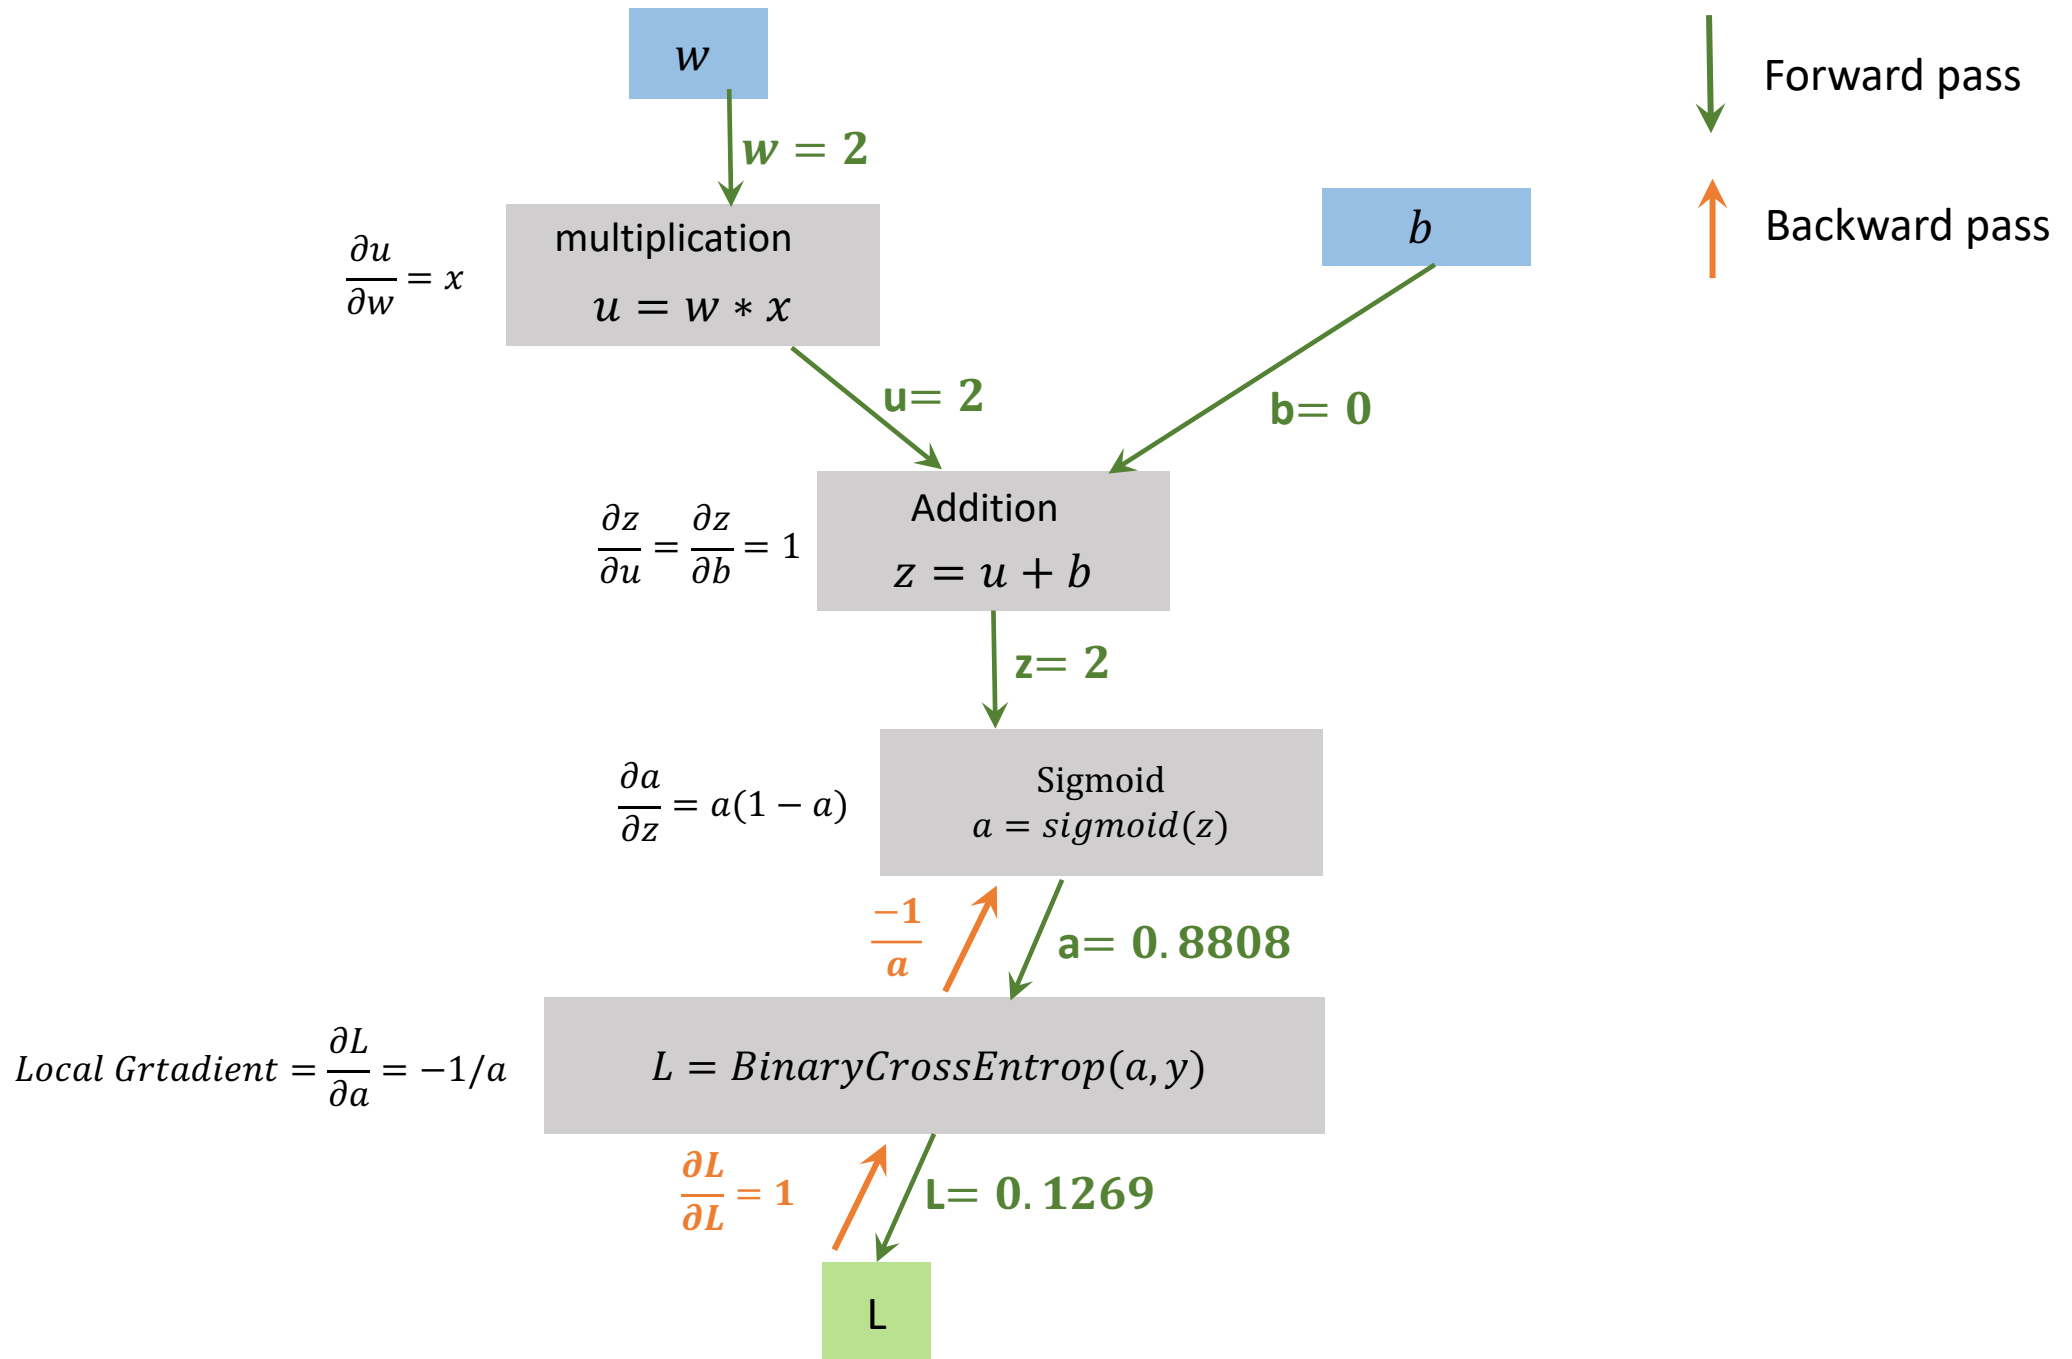 w
Forward pass
w = 2
Backward pass
b
multiplication
u = w ∗ x
∂u/∂w = x
u= 2
b= 0
Addition
z = u + b
∂z/∂u = ∂z/∂b = 1
z= 2
Sigmoid
a = sigmoid(z)
∂a/∂z = a(1 − a)
−1/a
a= 0.8808
Local Grtadient = ∂L/∂a = −1/a
L = BinaryCrossEntrop(a, y)
∂L/∂L = 1
L= 0.1269
L